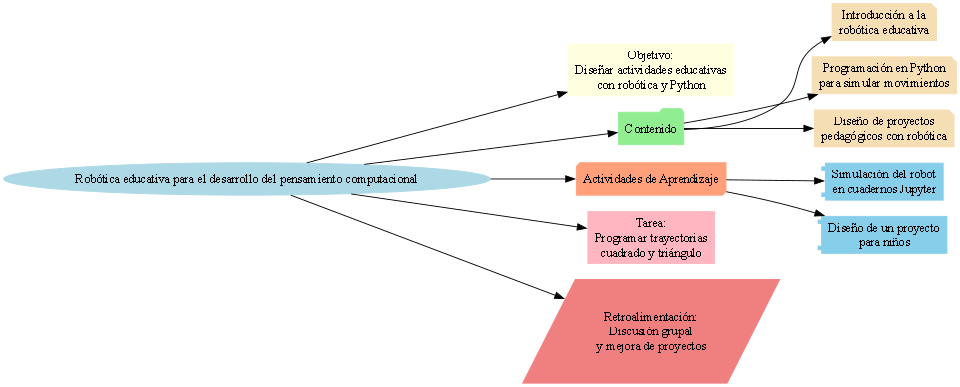 Robótica educativa para el desarrollo del pensamiento computacional
Objetivo:
Diseñar actividades educativas
con robótica y Python
Contenido
Introducción a la
robótica educativa
Programación en Python
para simular movimientos
Diseño de proyectos
pedagógicos con robótica
Actividades de Aprendizaje
Simulación del robot
en cuadernos Jupyter
Diseño de un proyecto
para niños
Tarea:
Programar trayectorias
cuadrado y triángulo
Retroalimentación:
Discusión grupal
y mejora de proyectos